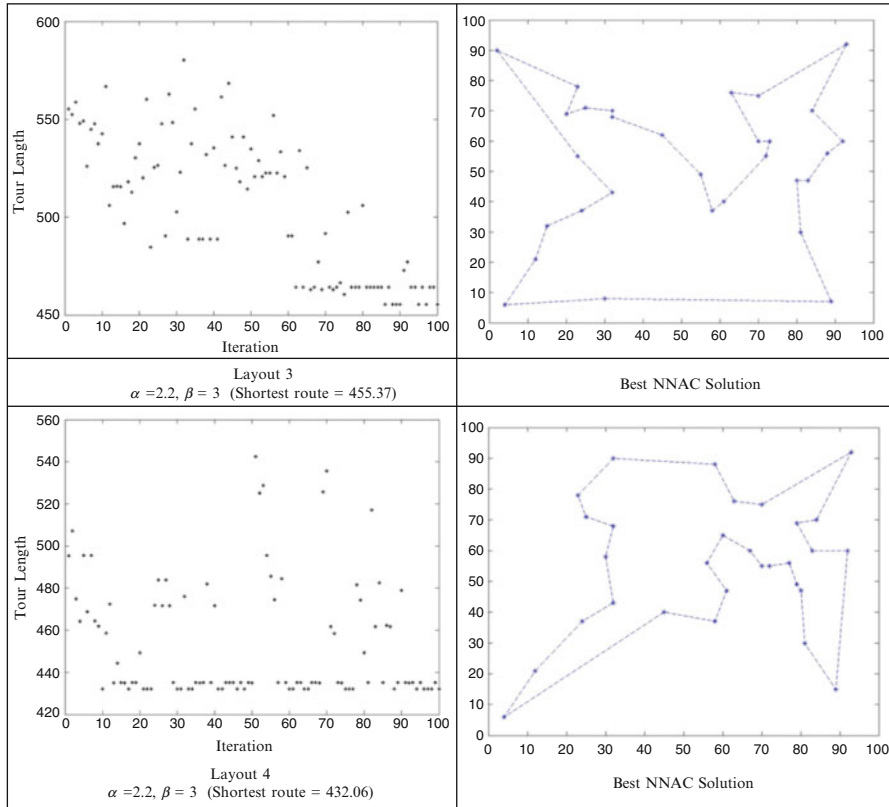 600
550
500
450
Tour Length
0 10 20 30 40 50 60 70 80 90 100
Iteration
100
90
80
70
60
50
40
30
20
10
0
0 10 20 30 40 50 60 70 80 90 100
Layout 3
α =2.2, β = 3 (Shortest route = 455.37)
Best NNAC Solution
560
540
520
500
480
460
440
420
Tour Length
0 10 20 30 40 50 60 70 80 90 100
Iteration
Layout 4
α =2.2, β = 3 (Shortest route = 432.06)
100
90
80
70
60
50
40
30
20
10
0
0 10 20 30 40 50 60 70 80 90 100
Best NNAC Solution